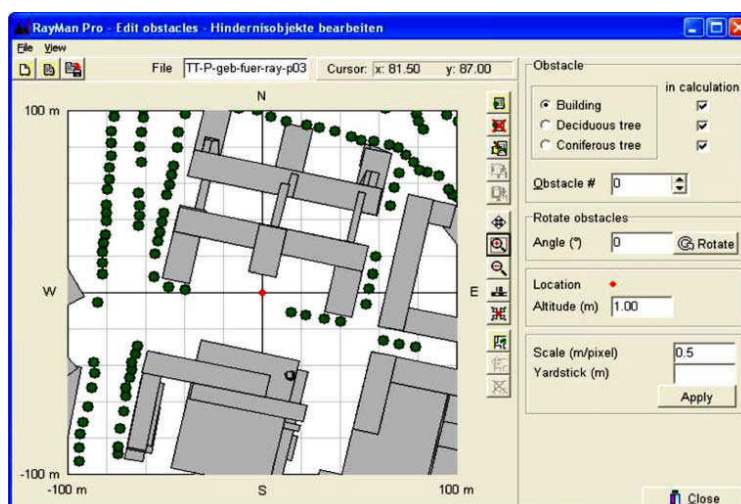 RayMan Pro - Edit obstacles - Hindernisobjekte bearbeiten
File View
File TT-P-geb-fuer-ray-p03 Cursor: x: 81.50 y: 87.00
N
100 m
W
E
-100 m
-100 m S 100 m
Obstacle
in calculation
Building
Deciduous tree
Coniferous tree
Obstacle # 0
Rotate obstacles
Angle (°) 0 Rotate
Location
Altitude (m) 1.00
Scale (m/pixel) 0.5
Yardstick (m)
Apply
Close